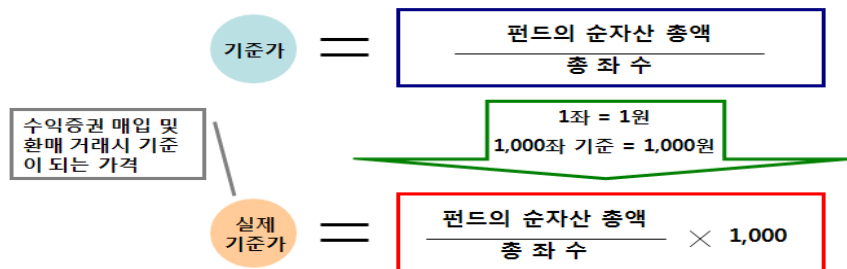 기준가
=
펀드의 순자산 총액
총 좌 수
1좌 = 1원
1,000좌 기준 = 1,000원
수익증권 매입 및
환매 거래시 기준
이 되는 가격
실제
기준가
=
펀드의 순자산 총액
총 좌 수
× 1,000